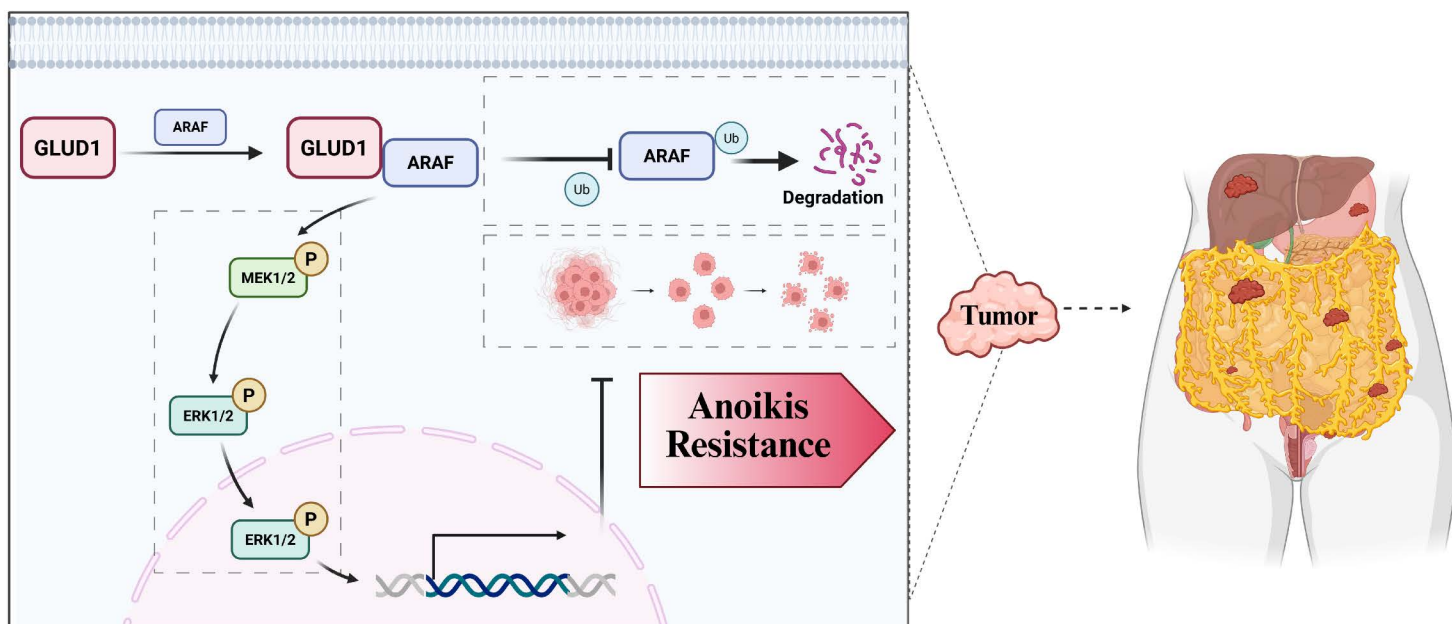 GLUD1
ARAF
GLUD1
ARAF
Ub
ARAF
Ub
Degradation
MEK1/2
P
ERK1/2
P
ERK1/2
P
Anoikis
Resistance
Tumor